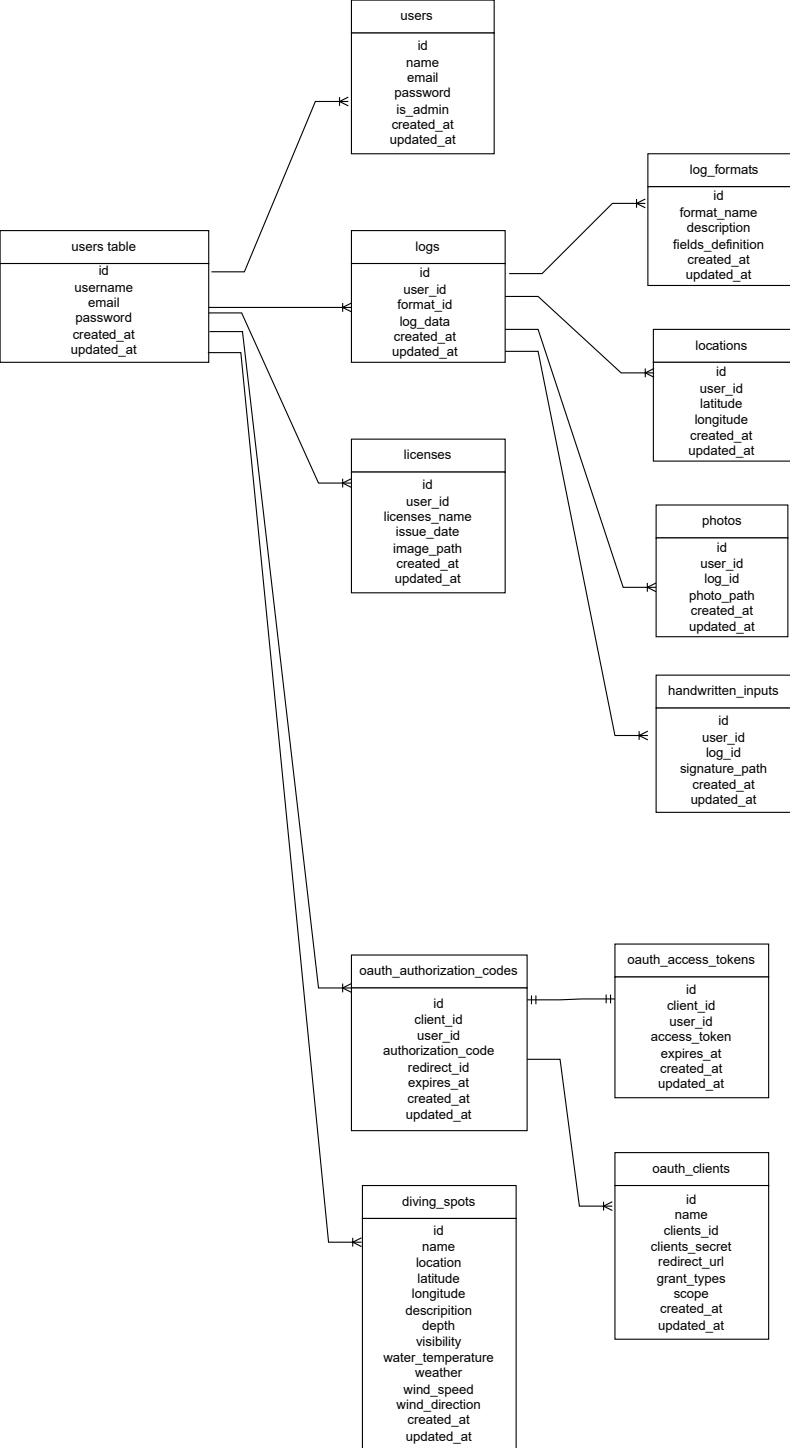 users
id
name
email
password
is_admin
created_at
updated_at
log_formats
id
format_name
description
fields_definition
created_at
updated_at
users table
id
username
email
password
created_at
updated_at
logs
id
user_id
format_id
log_data
created_at
updated_at
locations
id
user_id
latitude
longitude
created_at
updated_at
licenses
id
user_id
licenses_name
issue_date
image_path
created_at
updated_at
photos
id
user_id
log_id
photo_path
created_at
updated_at
handwritten_inputs
id
user_id
log_id
signature_path
created_at
updated_at
oauth_authorization_codes
id
client_id
user_id
authorization_code
redirect_id
expires_at
created_at
updated_at
oauth_access_tokens
id
client_id
user_id
access_token
expires_at
created_at
updated_at
oauth_clients
id
name
clients_id
clients_secret
redirect_url
grant_types
scope
created_at
updated_at
diving_spots
id
name
location
latitude
longitude
descripition
depth
visibility
water_temperature
weather
wind_speed
wind_direction
created_at
updated_at